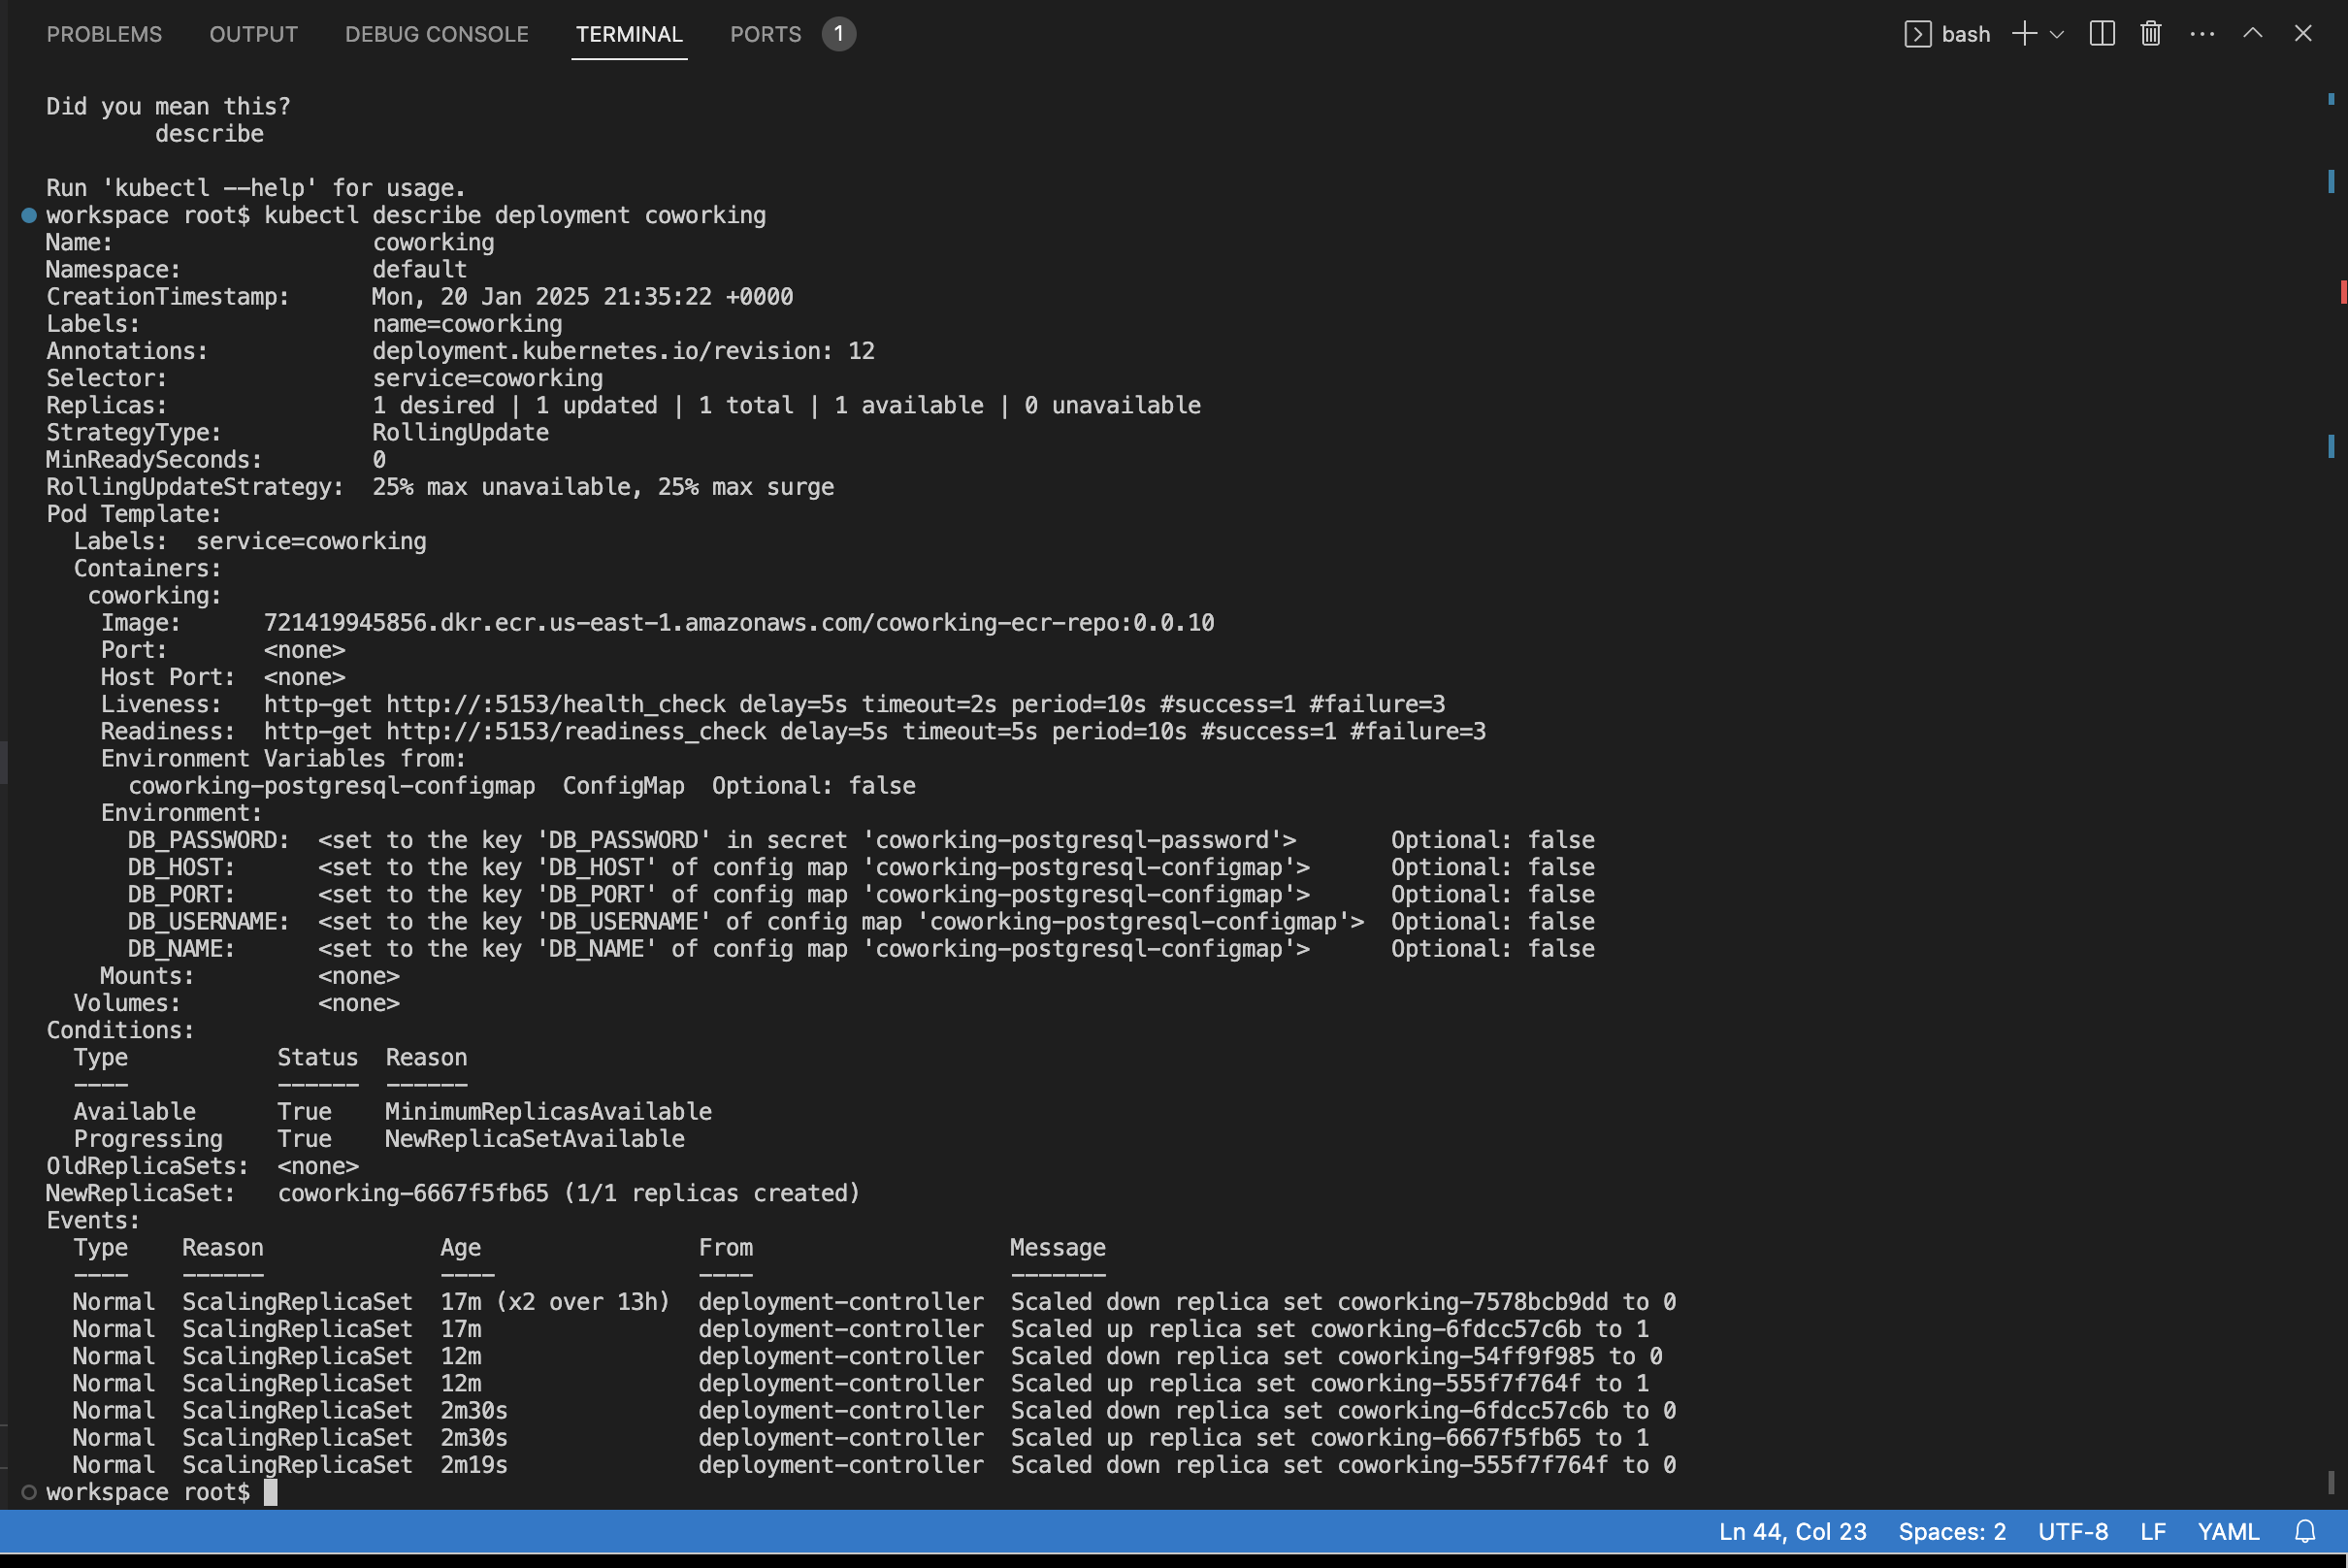 PROBLEMS OUTPUT DEBUG CONSOLE TERMINAL PORTS 1 bash
Did you mean this?
describe
Run 'kubectl --help' for usage.
workspace root$ kubectl describe deployment coworking
Name: coworking
Namespace: default
CreationTimestamp: Mon, 20 Jan 2025 21:35:22 +0000
Labels: name=coworking
Annotations: deployment.kubernetes.io/revision: 12
Selector: service=coworking
Replicas: 1 desired | 1 updated | 1 total | 1 available | 0 unavailable
StrategyType: RollingUpdate
MinReadySeconds: 0
RollingUpdateStrategy: 25% max unavailable, 25% max surge
Pod Template:
Labels: service=coworking
Containers:
coworking:
Image: 721419945856.dkr.ecr.us-east-1.amazonaws.com/coworking-ecr-repo:0.0.10
Port: <none>
Host Port: <none>
Liveness: http-get http://:5153/health_check delay=5s timeout=2s period=10s #success=1 #failure=3
Readiness: http-get http://:5153/readiness_check delay=5s timeout=5s period=10s #success=1 #failure=3
Environment Variables from:
coworking-postgresql-configmap ConfigMap Optional: false
Environment:
DB_PASSWORD: <set to the key 'DB_PASSWORD' in secret 'coworking-postgresql-password'> Optional: false
DB_HOST: <set to the key 'DB_HOST' of config map 'coworking-postgresql-configmap'> Optional: false
DB_PORT: <set to the key 'DB_PORT' of config map 'coworking-postgresql-configmap'> Optional: false
DB_USERNAME: <set to the key 'DB_USERNAME' of config map 'coworking-postgresql-configmap'> Optional: false
DB_NAME: <set to the key 'DB_NAME' of config map 'coworking-postgresql-configmap'> Optional: false
Mounts: <none>
Volumes: <none>
Conditions:
Type Status Reason
---- ------ ------
Available True MinimumReplicasAvailable
Progressing True NewReplicaSetAvailable
OldReplicaSets: <none>
NewReplicaSet: coworking-6667f5fb65 (1/1 replicas created)
Events:
Type Reason Age From Message
---- ------ ---- ---- -------
Normal ScalingReplicaSet 17m (x2 over 13h) deployment-controller Scaled down replica set coworking-7578bcb9dd to 0
Normal ScalingReplicaSet 17m deployment-controller Scaled up replica set coworking-6fdcc57c6b to 1
Normal ScalingReplicaSet 12m deployment-controller Scaled down replica set coworking-54ff9f985 to 0
Normal ScalingReplicaSet 12m deployment-controller Scaled up replica set coworking-555f7f764f to 1
Normal ScalingReplicaSet 2m30s deployment-controller Scaled down replica set coworking-6fdcc57c6b to 0
Normal ScalingReplicaSet 2m30s deployment-controller Scaled up replica set coworking-6667f5fb65 to 1
Normal ScalingReplicaSet 2m19s deployment-controller Scaled down replica set coworking-555f7f764f to 0
workspace root$
Ln 44, Col 23 Spaces: 2 UTF-8 LF YAML